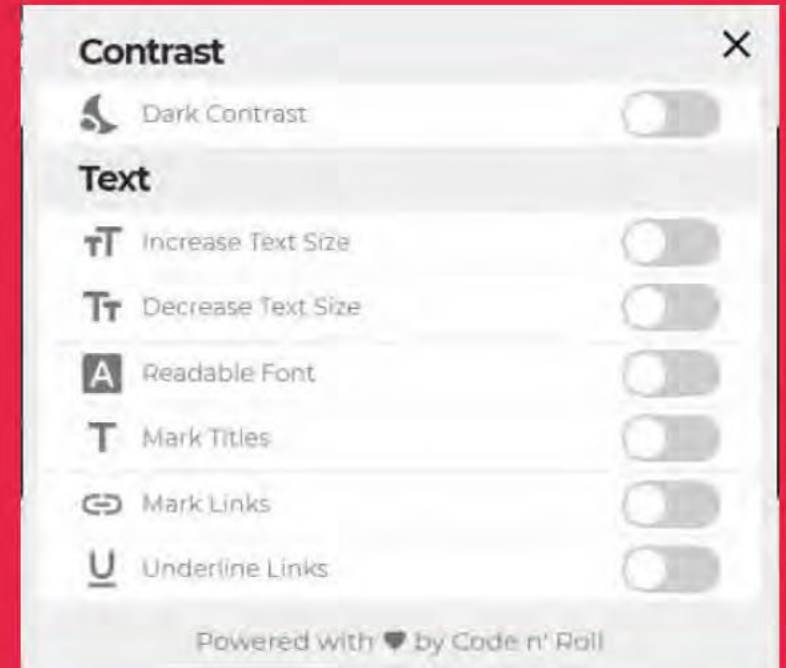 Contrast
Dark Contrast
Text
Increase Text Size
Decrease Text Size
Readable Font
Mark Titles
Mark Links
Underline Links
Powered with ♥ by Code n' Roll